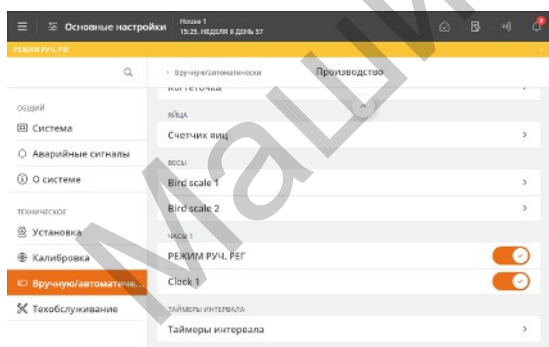 Основные настройки
House 1
15:25, НЕДЕЛЯ 8 ДЕНЬ 57
РЕЖИМ РУЧ. РЕГ
Вручную/автоматически
Производство
ОБЩИЙ
Система
Аварийные сигналы
О системе
ТЕХНИЧЕСКОЕ
Установка
Калибровка
Вручную/автоматиче...
Техобслуживание
Когтеточка
ЯЙЦА
Счетчик яиц
ВЕСЫ
Bird scale 1
Bird scale 2
ЧАСЫ 1
РЕЖИМ РУЧ. РЕГ
Clock 1
ТАЙМЕРЫ ИНТЕРВАЛА
Таймеры интервала